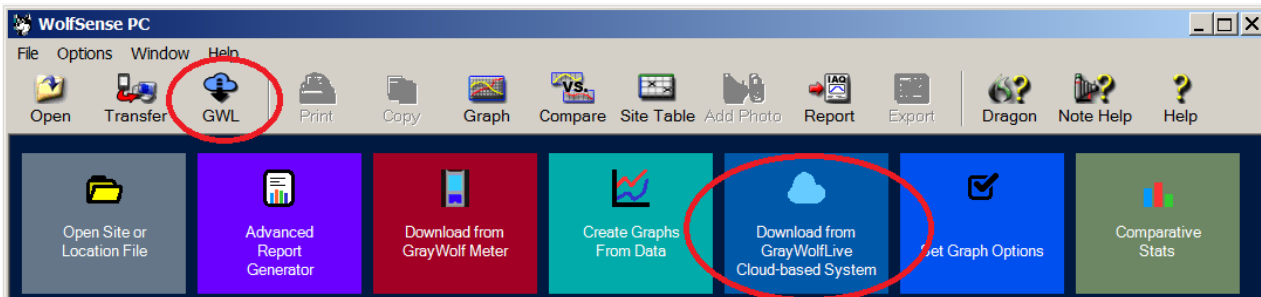 WolfSense PC
File Options Window Help
VS.
IAQ
Open Transfer GWL Print Copy Graph Compare Site Table Add Photo Report Export Dragon Note Help Help
Open Site or
Location File
Advanced
Report
Generator
Download from
GrayWolf Meter
Create Graphs
From Data
Download from
GrayWolfLive
Cloud-based System
Set Graph Options
Comparative
Stats